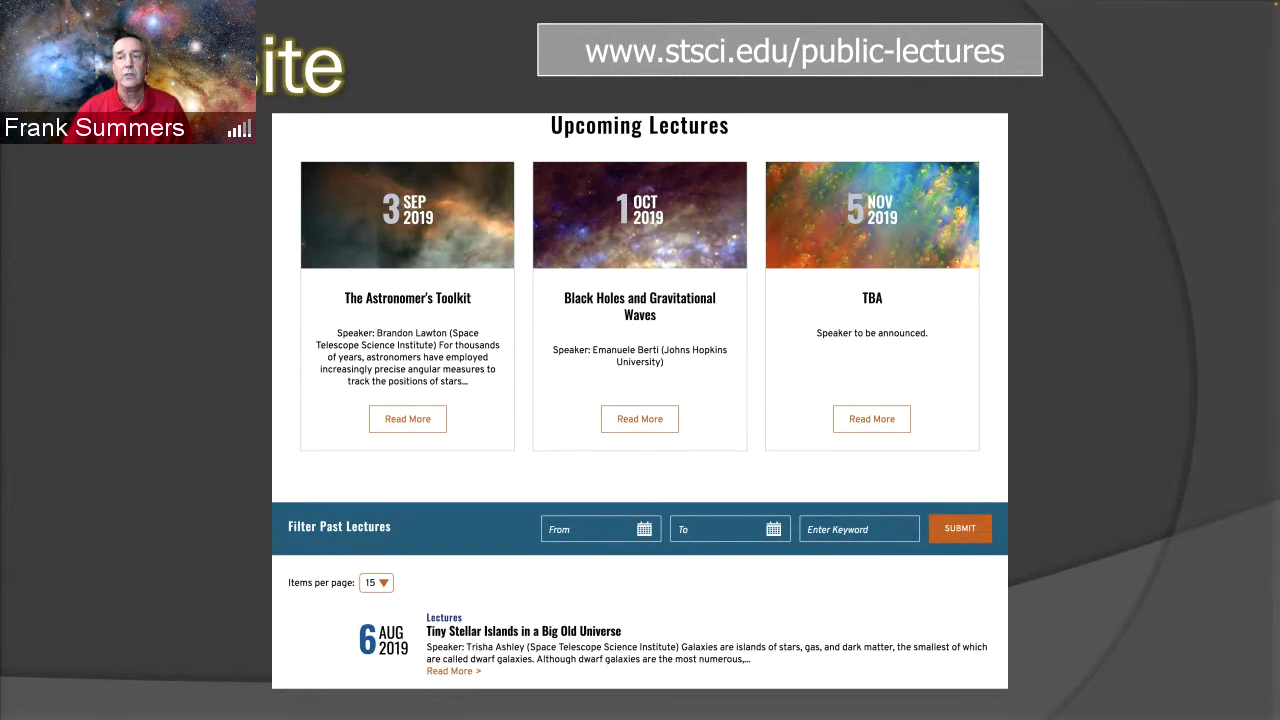 site
www.stsci.edu/public-lectures
Frank Summers
Upcoming Lectures
3 SEP 2019
1 OCT 2019
5 NOV 2019
The Astronomer's Toolkit
Speaker: Brandon Lawton (Space
Telescope Science Institute) For thousands
of years, astronomers have employed
increasingly precise angular measures to
track the positions of stars...
Read More
Black Holes and Gravitational
Waves
Speaker: Emanuele Berti (Johns Hopkins
University)
Read More
TBA
Speaker to be announced.
Read More
Filter Past Lectures
From
To
Enter Keyword
SUBMIT
Items per page: 15
6 AUG 2019
Lectures
Tiny Stellar Islands in a Big Old Universe
Speaker: Trisha Ashley (Space Telescope Science Institute) Galaxies are islands of stars, gas, and dark matter, the smallest of which
are called dwarf galaxies. Although dwarf galaxies are the most numerous,...
Read More >